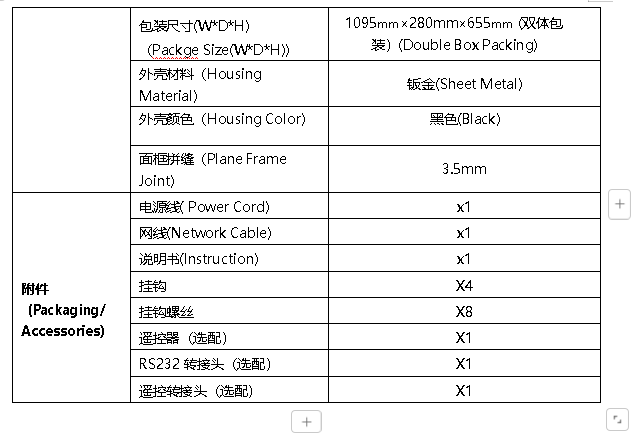 包装尺寸(W*D*H)
（Packge Size(W*D*H)）
1095mm×280mm×655mm (双体包
装）(Double Box Packing)
外壳材料（Housing
Material)
钣金(Sheet Metal)
外壳颜色（Housing Color）
黑色(Black)
面框拼缝（Plane Frame
Joint)
3.5mm
附件
（Packaging/
Accessories)
电源线( Power Cord)
x1
网线(Network Cable)
x1
说明书(Instruction)
x1
挂钩
X4
挂钩螺丝
X8
遥控器（选配）
X1
RS232 转接头（选配）
X1
遥控转接头（选配）
X1